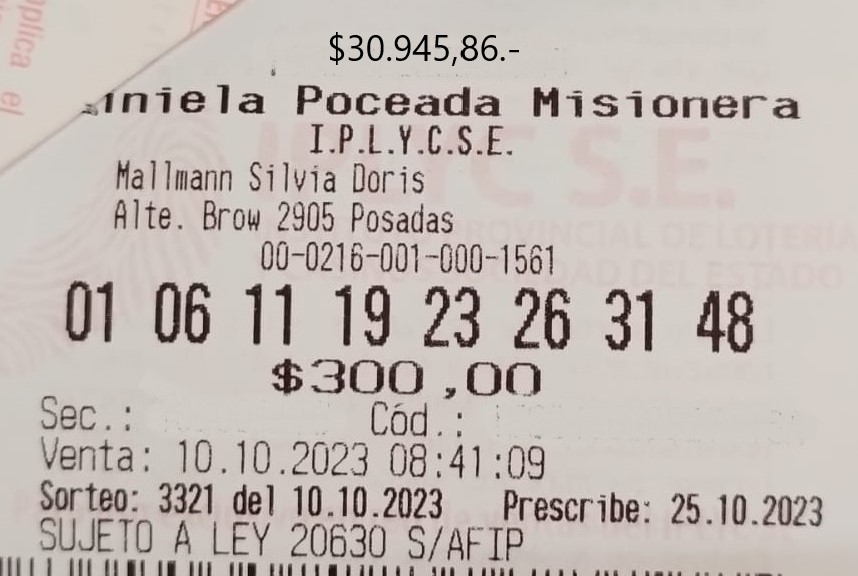 $30.945,86.-
Poceada Misionera
I.P.L.Y.C.S.E.
Mallmann Silvia Doris
Alte. Brow 2905 Posadas
00-0216-001-000-1561
01 06 11 19 23 26 31 48
$300,00
Sec.: Cód.:
Venta: 10.10.2023 08:41:09
Sorteo: 3321 del 10.10.2023 Prescribe: 25.10.2023
SUJETO A LEY 20630 S/AFIP